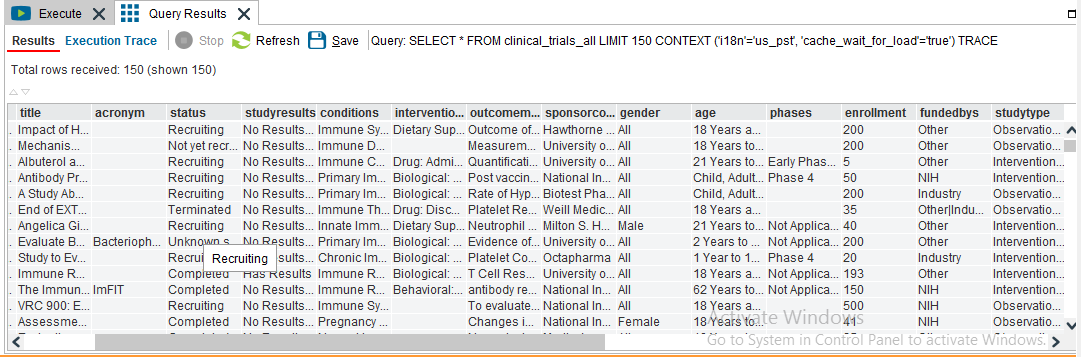 Execute Query Results
Results Execution Trace Stop Refresh Save Query: SELECT * FROM clinical_trials_all LIMIT 150 CONTEXT ('i18n'='us_pst', 'cache_wait_for_load'='true') TRACE
Total rows received: 150 (shown 150)
title acronym status studyresults conditions interventio... outcomem... sponsorco... gender age phases enrollment fundedbys studytype
. Impact of H... Recruiting No Results... Immune Sy... Dietary Sup... Outcome of... Hawthorne ... All 18 Years a... 200 Other Observatio...
. Mechanis... Not yet recr... No Results... Immune D... Measurem... University o... All 18 Years to... 200 Other Observatio...
. Albuterol a... Recruiting No Results... Immune C... Drug: Admi... Quantificati... University o... All 21 Years to... Early Phas... 5 Other Intervention...
. Antibody Pr... Recruiting No Results... Primary Im... Biological: ... Post vaccin... National In... All Child, Adult... Phase 4 50 NIH Intervention...
. A Study Ab... Recruiting No Results... Primary Im... Biological: ... Rate of Hyp... Biotest Pha... All Child, Adult... 200 Industry Observatio...
. End of EXT... Terminated No Results... Immune Th... Drug: Disc... Platelet Re... Weill Medic... All 18 Years a... 35 Other|Indu... Observatio...
. Angelica Gi... Recruiting No Results... Innate Imm... Dietary Sup... Neutrophil ... Milton S. H... Male 21 Years to... Not Applica... 40 Other Intervention...
. Evaluate B... Bacterioph... Unknown s... No Results... Primary Im... Biological: ... Evidence of... University o... All 2 Years to ... Not Applica... 200 Other Intervention...
. Study to Ev... Recrui Recruiting Chronic Im... Biological: ... Platelet Co... Octapharma All 1 Year to 1... Phase 4 20 Industry Intervention...
. Immune R... Completed Has Results Immune R... Biological: ... T Cell Res... University o... All 18 Years a... Not Applica... 193 Other Intervention...
. The Immun... ImFIT Completed No Results... Immune R... Behavioral:... antibody re... National In... All 62 Years to... Not Applica... 150 NIH Intervention...
. VRC 900: E... Recruiting No Results... Immune Sy... To evaluate... National In... All 18 Years a... 500 NIH Observatio...
. Assessme... Completed No Results... Pregnancy ... Changes i... National In... Female 18 Years to... 41 NIH Observatio...
Activate Windows
Go to System in Control Panel to activate Windows.